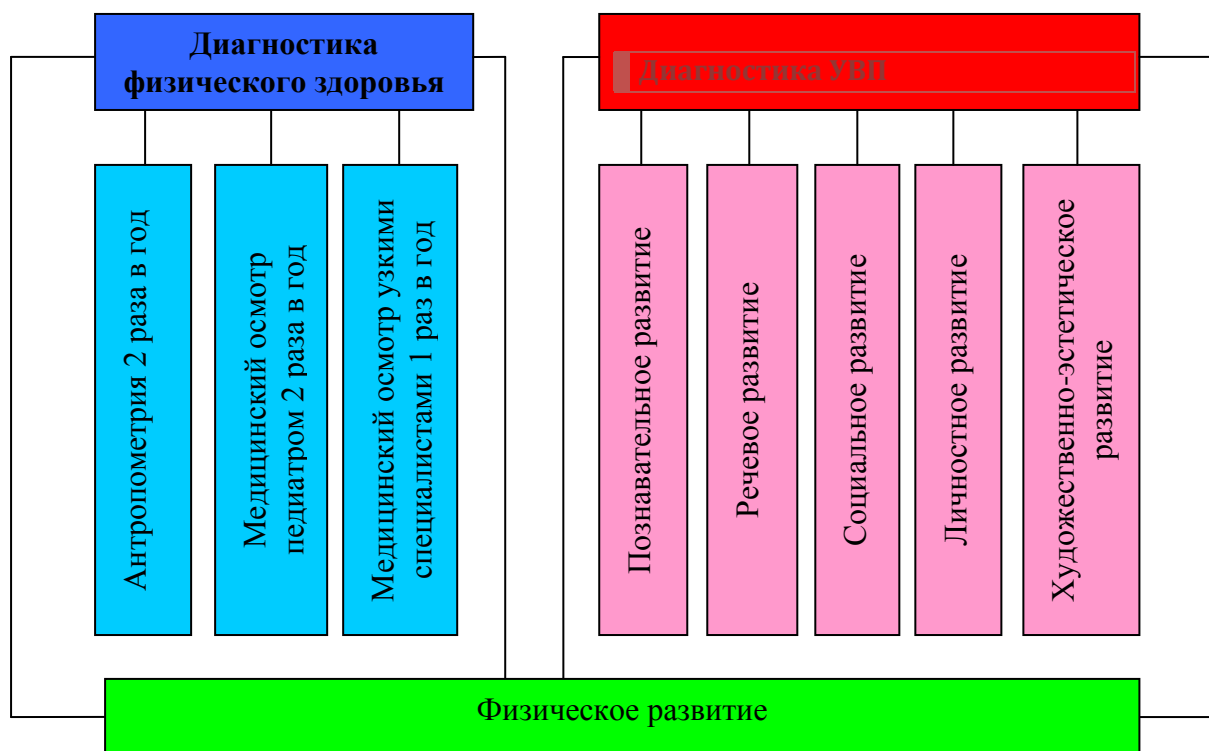 Диагностика
физического здоровья
Диагностика УВП
Антропометрия 2 раза в год
Медицинский осмотр
педиатром 2 раза в год
Медицинский осмотр узкими
специалистами 1 раз в год
Познавательное развитие
Речевое развитие
Социальное развитие
Личностное развитие
Художественно-эстетическое
развитие
Физическое развитие